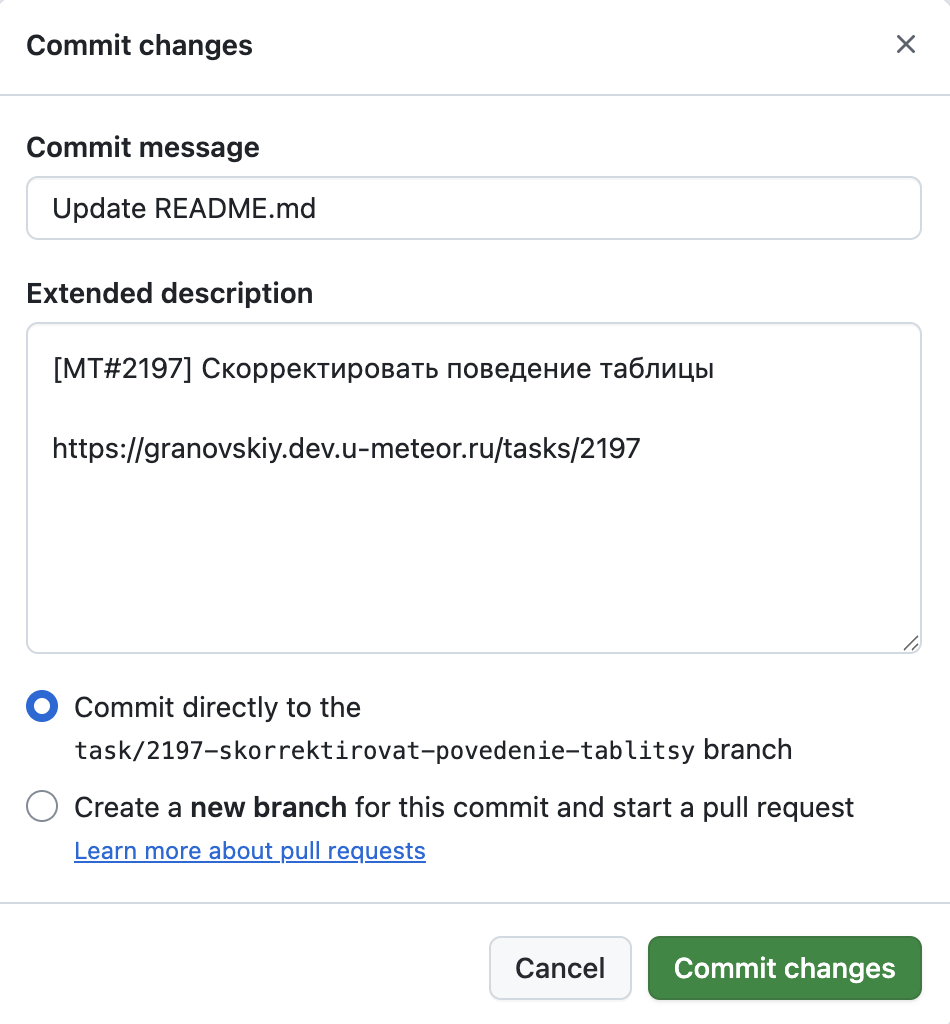 Commit changes
Commit message
Update README.md
Extended description
[MT#2197] Скорректировать поведение таблицы
https://granovskiy.dev.u-meteor.ru/tasks/2197
Commit directly to the
task/2197-skorrektirovat-povedenie-tablitsy branch
Create a new branch for this commit and start a pull request
Learn more about pull requests
Cancel
Commit changes